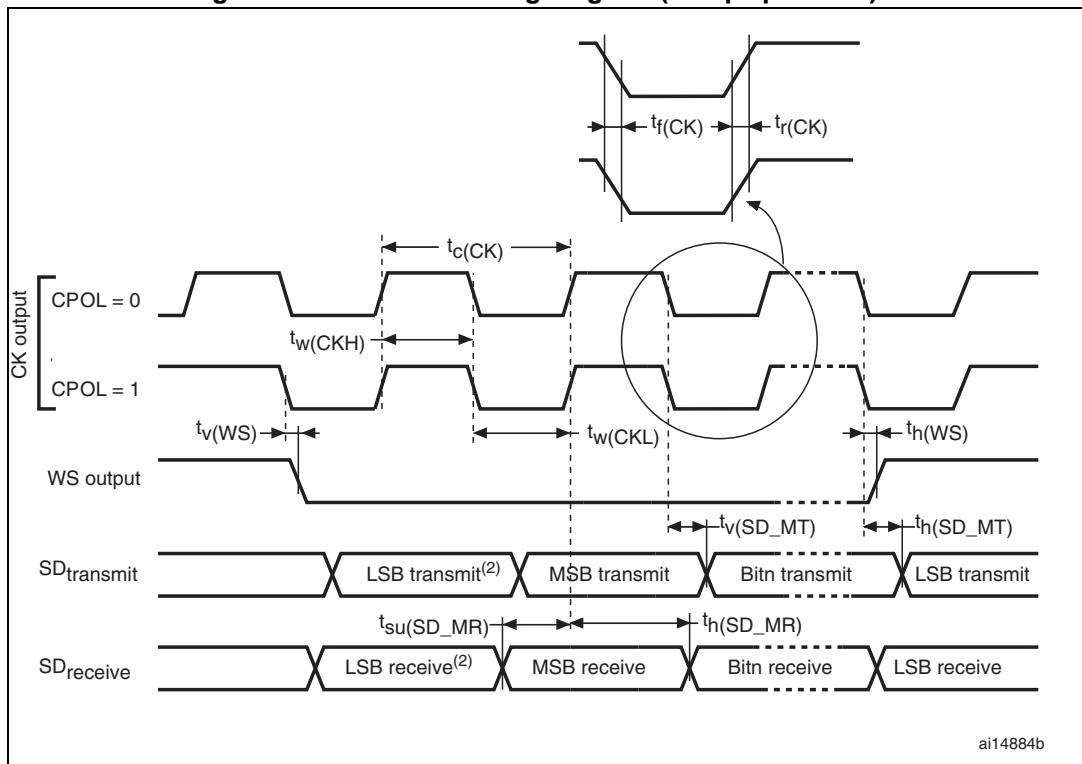 tf(CK)
tr(CK)
tc(CK)
CK output
CPOL = 0
tw(CKH)
CPOL = 1
tv(WS)
tw(CKL)
th(WS)
WS output
tv(SD_MT)
th(SD_MT)
SDtransmit
LSB transmit(2)
MSB transmit
Bitn transmit
LSB transmit
tsu(SD_MR)
th(SD_MR)
SDreceive
LSB receive(2)
MSB receive
Bitn receive
LSB receive
ai14884b